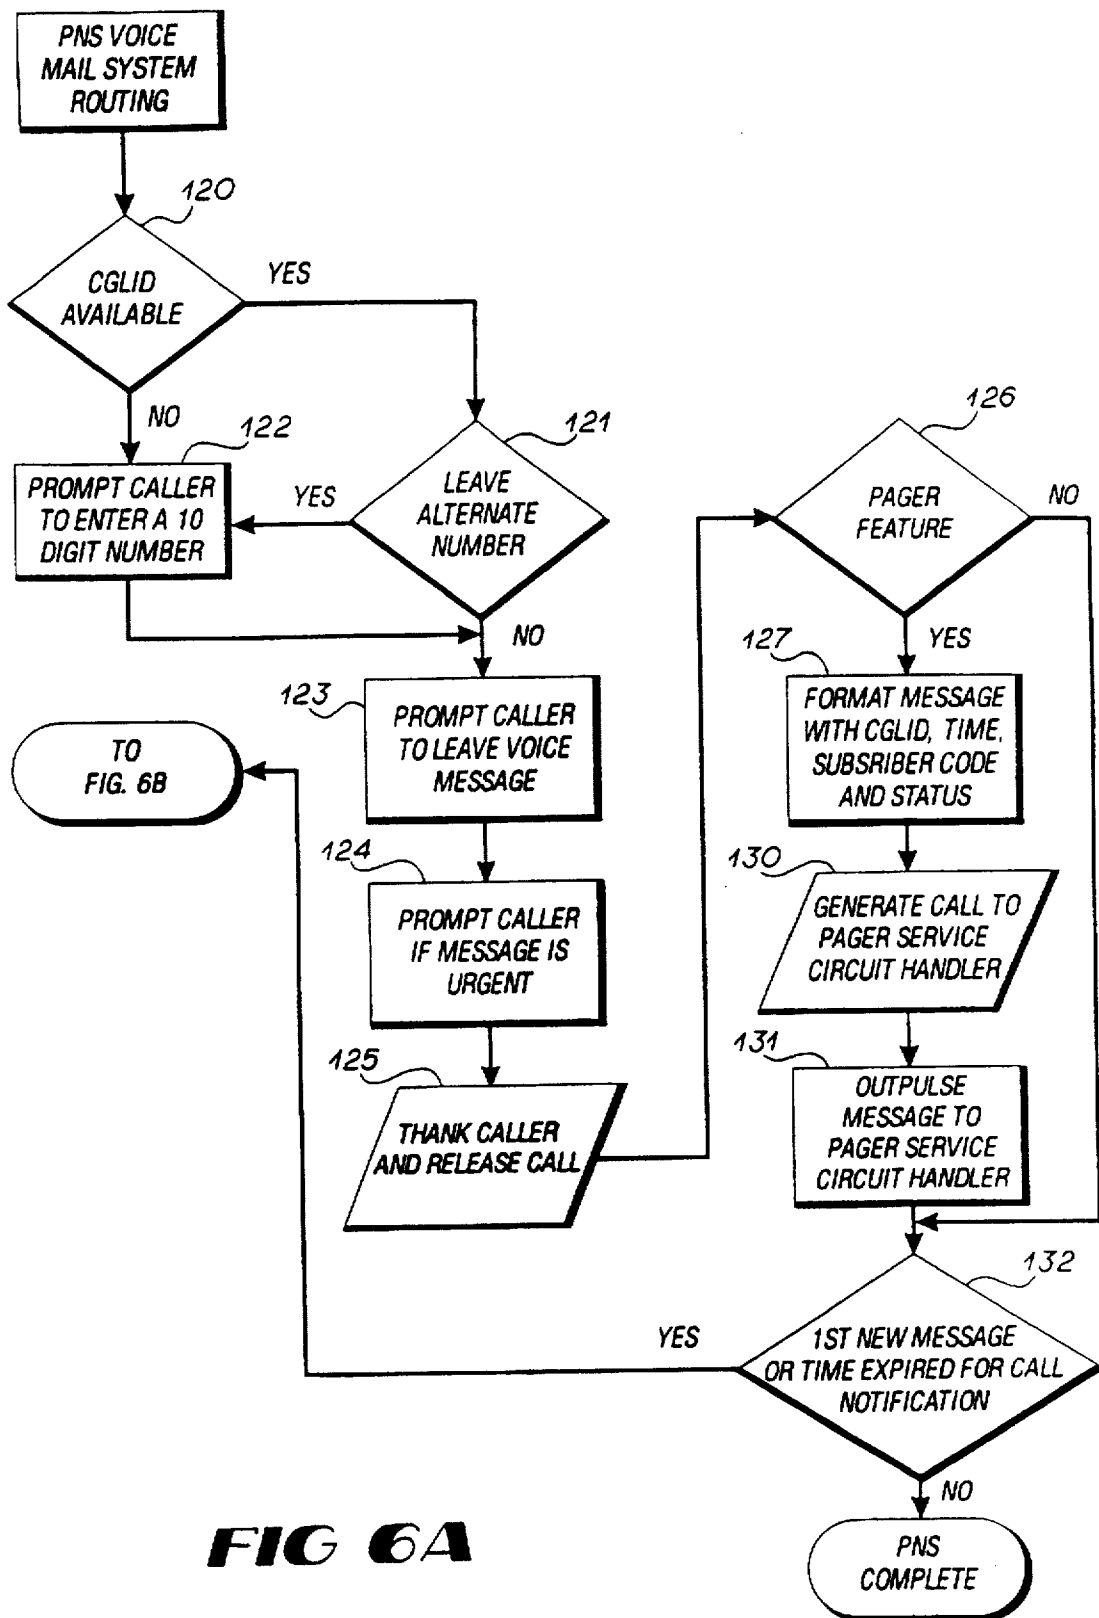 PNS VOICE
MAIL SYSTEM
ROUTING
120
CGLID
AVAILABLE
YES
NO
122
PROMPT CALLER
TO ENTER A 10
DIGIT NUMBER
YES
121
LEAVE
ALTERNATE
NUMBER
NO
123
PROMPT CALLER
TO LEAVE VOICE
MESSAGE
TO
FIG. 6B
124
PROMPT CALLER
IF MESSAGE IS
URGENT
125
THANK CALLER
AND RELEASE CALL
126
PAGER
FEATURE
NO
YES
127
FORMAT MESSAGE
WITH CGLID, TIME,
SUBSRIBER CODE
AND STATUS
130
GENERATE CALL TO
PAGER SERVICE
CIRCUIT HANDLER
131
OUTPULSE
MESSAGE TO
PAGER SERVICE
CIRCUIT HANDLER
132
YES
1ST NEW MESSAGE
OR TIME EXPIRED FOR CALL
NOTIFICATION
NO
PNS
COMPLETE
FIG 6A